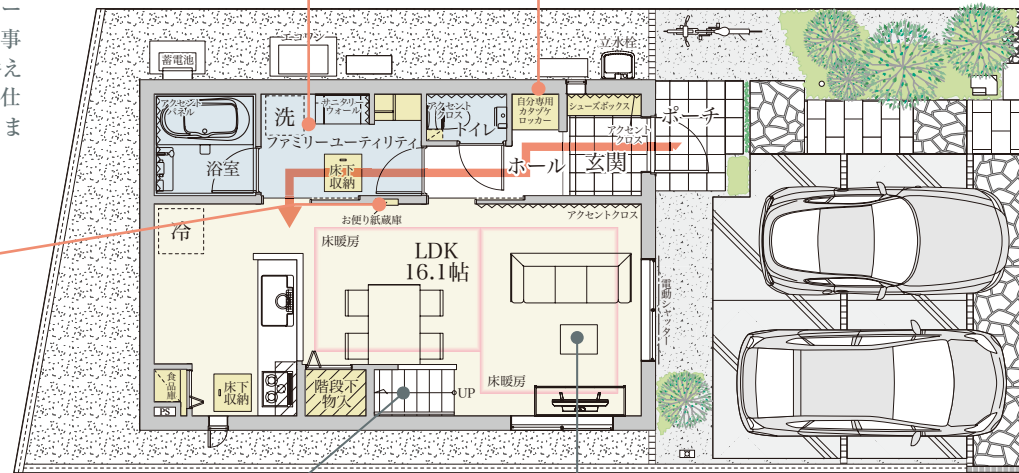 ー
事
え
仕
ま
蓄電池
エコワン
立水栓
アクセント
パネル
浴室
洗
サニタリー
ウォール
ファミリーユーティリティ
床下
収納
アクセント
クロス
トイレ
自分専用
カタヅケ
ロッカー
シューズボックス
アクセント
クロス
ホール
玄関
ポーチ
冷
お便り紙蔵庫
アクセントクロス
床暖房
LDK
16.1帖
電動シャッター
食品庫
PS
床下
収納
階段下
物入
UP
床暖房